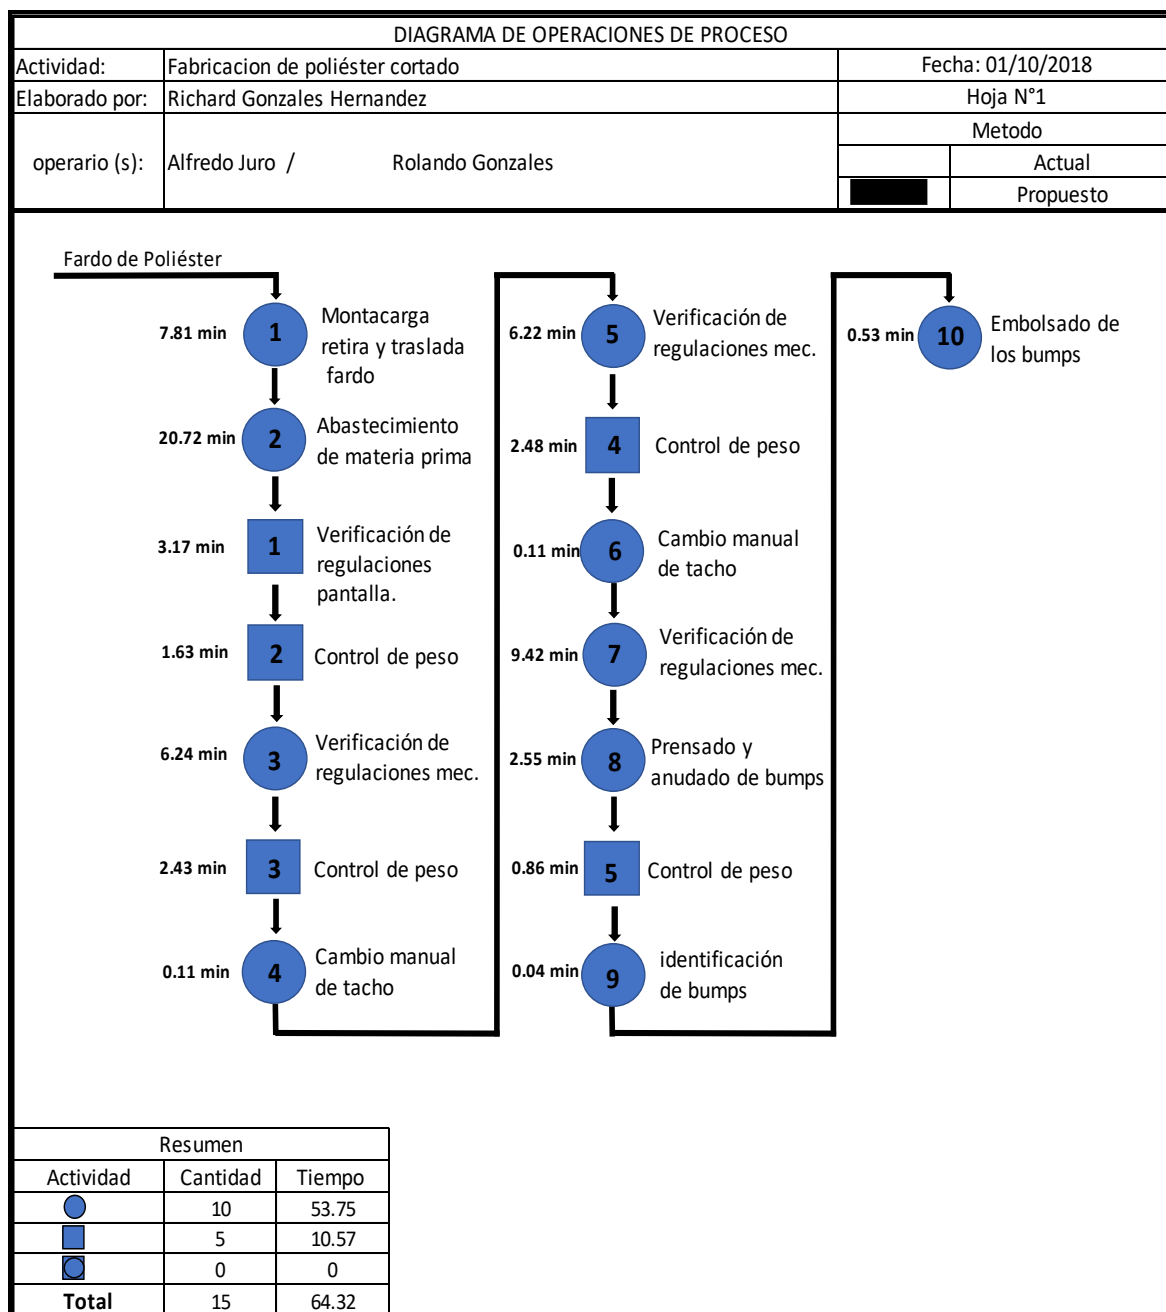 DIAGRAMA DE OPERACIONES DE PROCESO
Actividad: Fabricacion de poliéster cortado Fecha: 01/10/2018
Elaborado por: Richard Gonzales Hernandez Hoja N°1
operario (s): Alfredo Juro / Rolando Gonzales
Metodo
Actual
Propuesto
Fardo de Poliéster
7.81 min 1 Montacarga
retira y traslada
fardo
20.72 min 2 Abastecimiento
de materia prima
3.17 min 1 Verificación de
regulaciones
pantalla.
1.63 min 2 Control de peso
6.24 min 3 Verificación de
regulaciones mec.
2.43 min 3 Control de peso
0.11 min 4 Cambio manual
de tacho
6.22 min 5 Verificación de
regulaciones mec.
2.48 min 4 Control de peso
0.11 min 6 Cambio manual
de tacho
9.42 min 7 Verificación de
regulaciones mec.
2.55 min 8 Prensado y
anudado de bumps
0.86 min 5 Control de peso
0.04 min 9 identificación
de bumps
0.53 min 10 Embolsado de
los bumps
Resumen
Actividad Cantidad Tiempo
10 53.75
5 10.57
0 0
Total 15 64.32